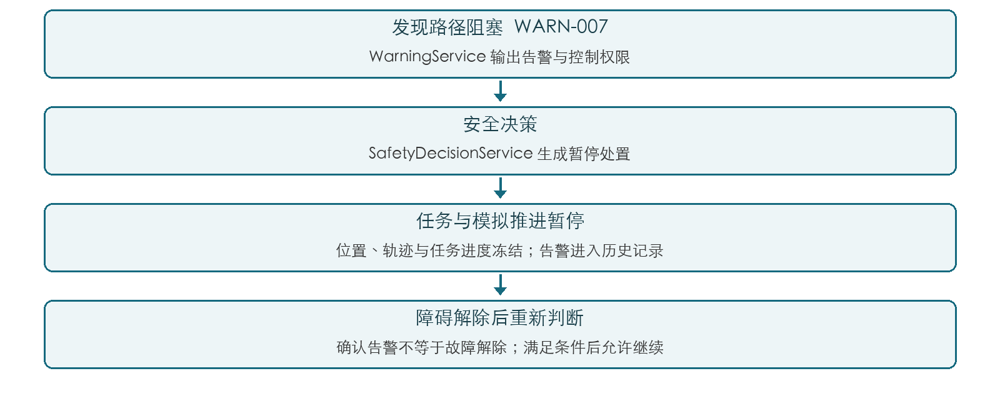 发现路径阻塞 WARN-007
WarningService 输出告警与控制权限
安全决策
SafetyDecisionService 生成暂停处置
任务与模拟推进暂停
位置、轨迹与任务进度冻结；告警进入历史记录
障碍解除后重新判断
确认告警不等于故障解除；满足条件后允许继续